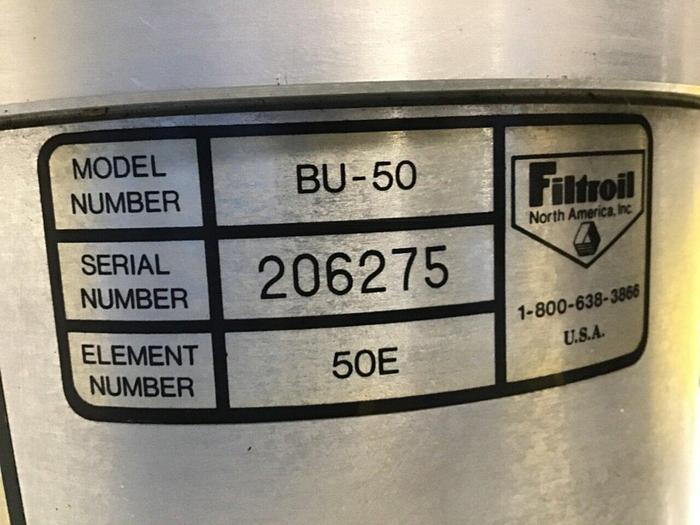 MODEL
NUMBER
BU-50
SERIAL
NUMBER
206275
ELEMENT
NUMBER
50E
Filtroil
North America, Inc.
1-800-638-3866
U.S.A.